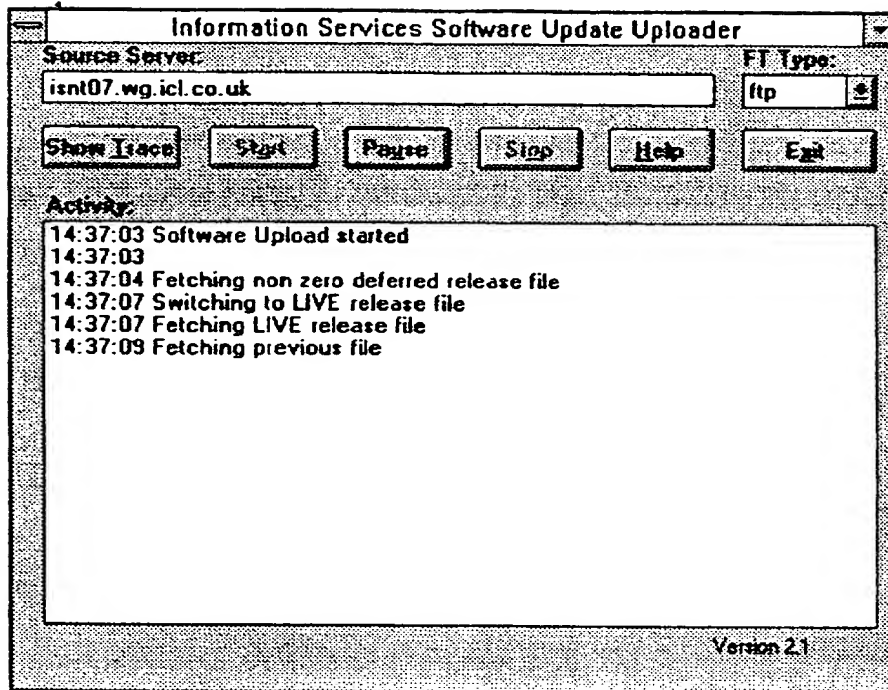 Information Services Software Update Uploader
Source Server: FT Type:
isnt07.wg.icl.co.uk ftp
Show Trace Start Pause Stop Help Exit
Activity:
14:37:03 Software Upload started
14:37:03
14:37:04 Fetching non zero deferred release file
14:37:07 Switching to LIVE release file
14:37:07 Fetching LIVE release file
14:37:09 Fetching previous file
Version 2.1